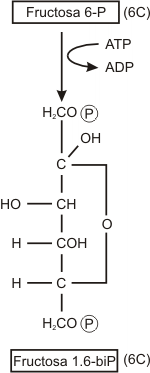 Fructosa 6-P (6C)
ATP
ADP
H₂CO P
OH
C
HO CH
O
H COH
H C
H₂CO P
Fructosa 1.6-biP (6C)